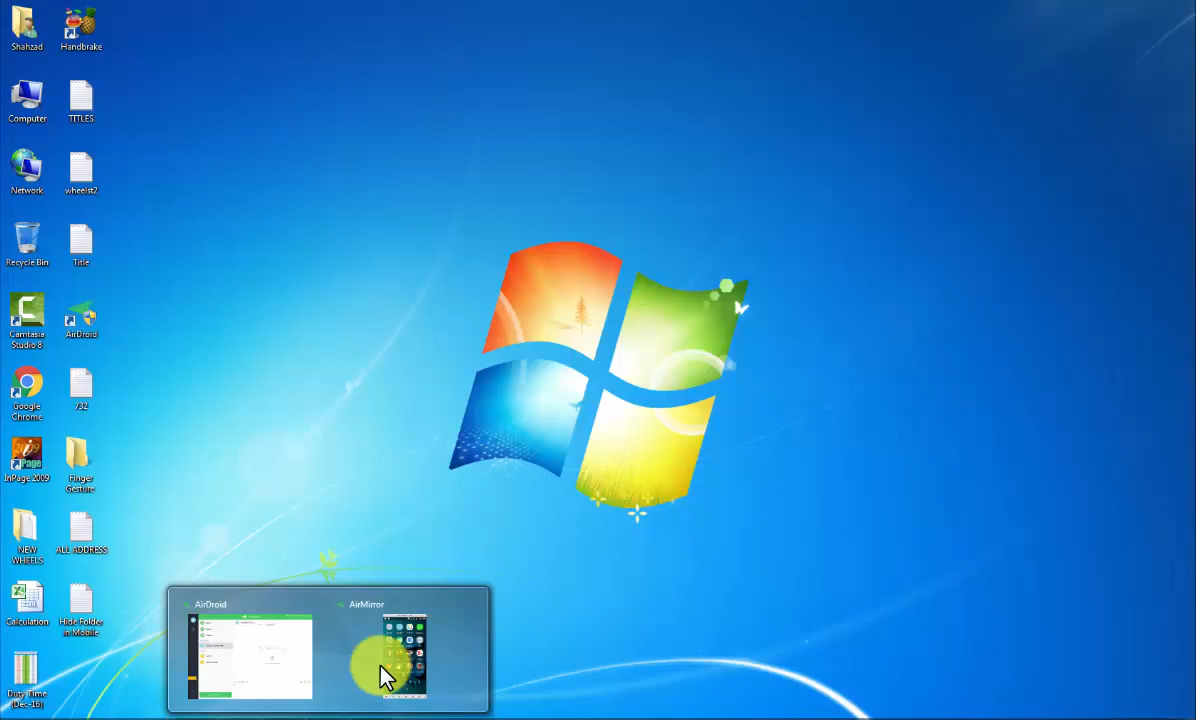 Shahzad
Handbrake
Computer
TITLES
Network
wheelst2
Recycle Bin
Title
Camtasia
Studio 8
AirDroid
Google
Chrome
732
InPage 2009
Finger
Gesture
NEW
WHEELS
ALL ADDRESS
Calculation
Hide Folder
in Mobile
Duty Time
(Dec-16)
AirDroid
AirMirror